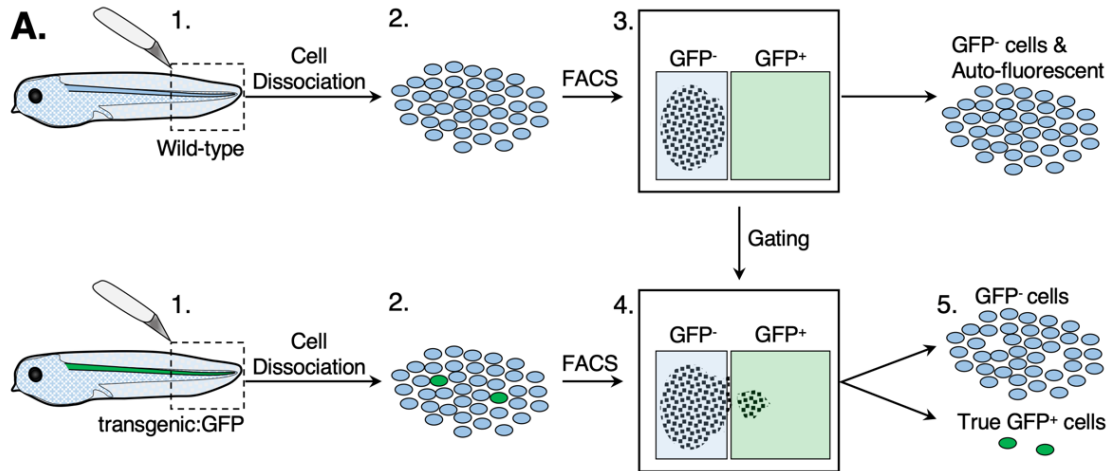 A.
1.
Wild-type
Cell
Dissociation
2.
FACS
3.
GFP⁻ GFP⁺
GFP⁻ cells &
Auto-fluorescent
Gating
1.
transgenic:GFP
Cell
Dissociation
2.
FACS
4.
GFP⁻ GFP⁺
5.
GFP⁻ cells
True GFP⁺ cells